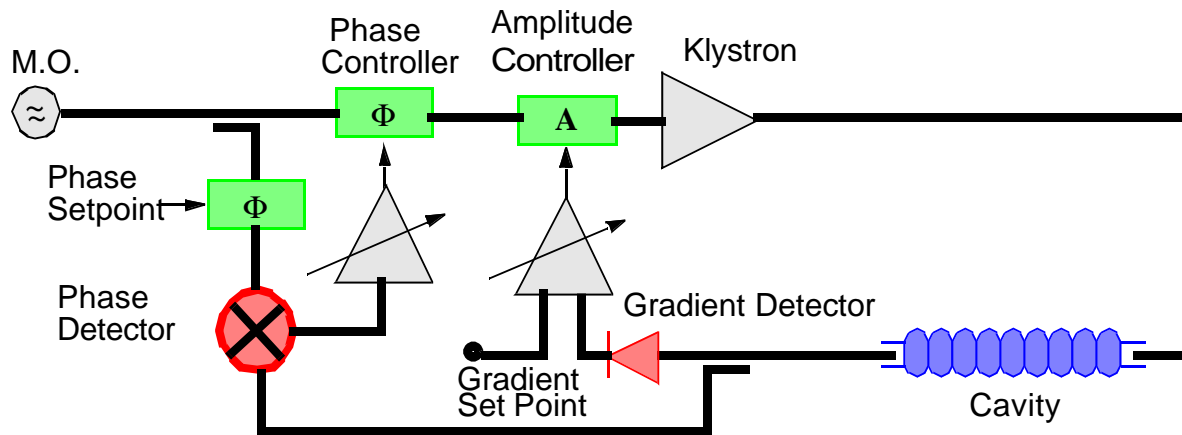 M.O.
≈
Phase
Controller
Φ
Amplitude
Controller
A
Klystron
Phase
Setpoint
Φ
Phase
Detector
Gradient Detector
Gradient
Set Point
Cavity